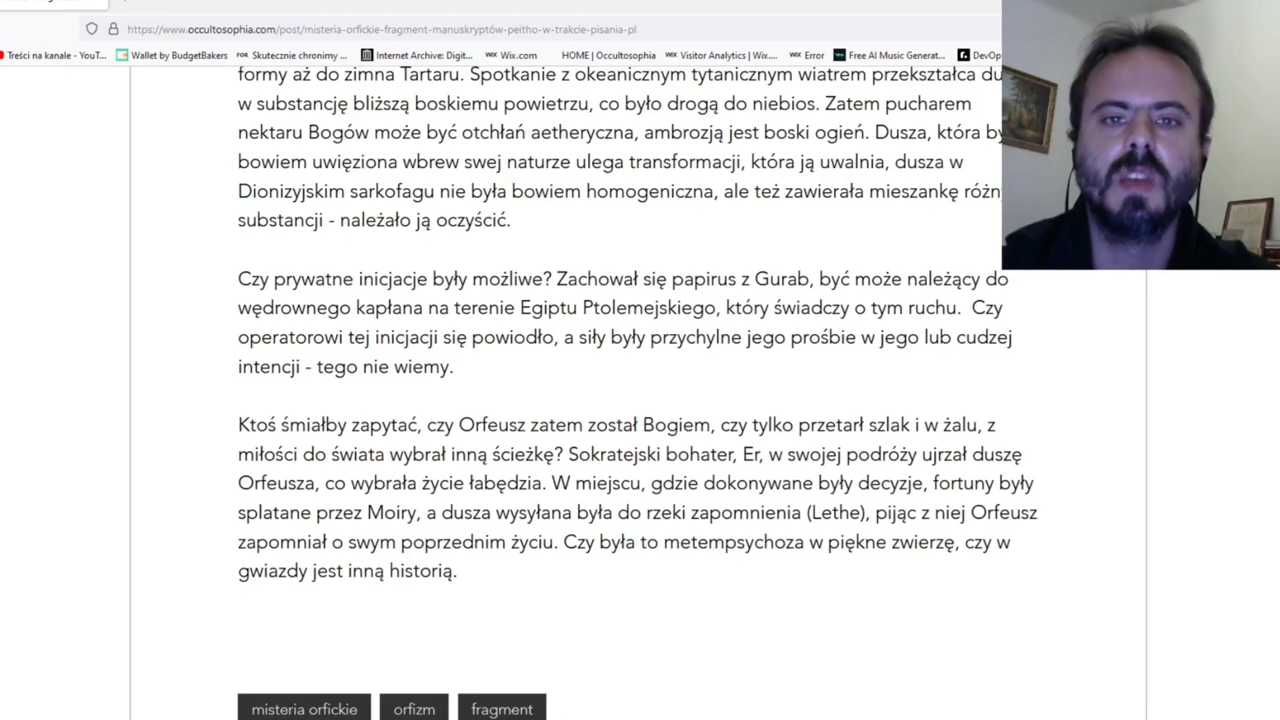 https://www.occultosophia.com/post/misteria-orfickie-fragment-manuskryptów-peitho-w-trakcie-pisania-pl
Treści na kanale - YouT... Wallet by BudgetBakers FOR Skutecznie chronimy ... Internet Archive: Digit... WiX Wix.com HOME | Occultosophia WiX Visitor Analytics | Wix.... WiX Error Free AI Music Generat... DevOp
formy aż do zimna Tartaru. Spotkanie z okeanicznym tytanicznym wiatrem przekształca du
w substancję bliższą boskiemu powietrzu, co było drogą do niebios. Zatem pucharem
nektaru Bogów może być otchłań aetheryczna, ambrozją jest boski ogień. Dusza, która by
bowiem uwięziona wbrew swej naturze ulega transformacji, która ją uwalnia, dusza w
Dionizyjskim sarkofagu nie była bowiem homogeniczna, ale też zawierała mieszankę różny
substancji - należało ją oczyścić.
Czy prywatne inicjacje były możliwe? Zachował się papirus z Gurab, być może należący do
wędrownego kapłana na terenie Egiptu Ptolemejskiego, który świadczy o tym ruchu. Czy
operatorowi tej inicjacji się powiodło, a siły były przychylne jego prośbie w jego lub cudzej
intencji - tego nie wiemy.
Ktoś śmiałby zapytać, czy Orfeusz zatem został Bogiem, czy tylko przetarł szlak i w żalu, z
miłości do świata wybrał inną ścieżkę? Sokratejski bohater, Er, w swojej podróży ujrzał duszę
Orfeusza, co wybrała życie łabędzia. W miejscu, gdzie dokonywane były decyzje, fortuny były
splatane przez Moiry, a dusza wysyłana była do rzeki zapomnienia (Lethe), pijąc z niej Orfeusz
zapomniał o swym poprzednim życiu. Czy była to metempsychoza w piękne zwierzę, czy w
gwiazdy jest inną historią.
misteria orfickie orfizm fragment